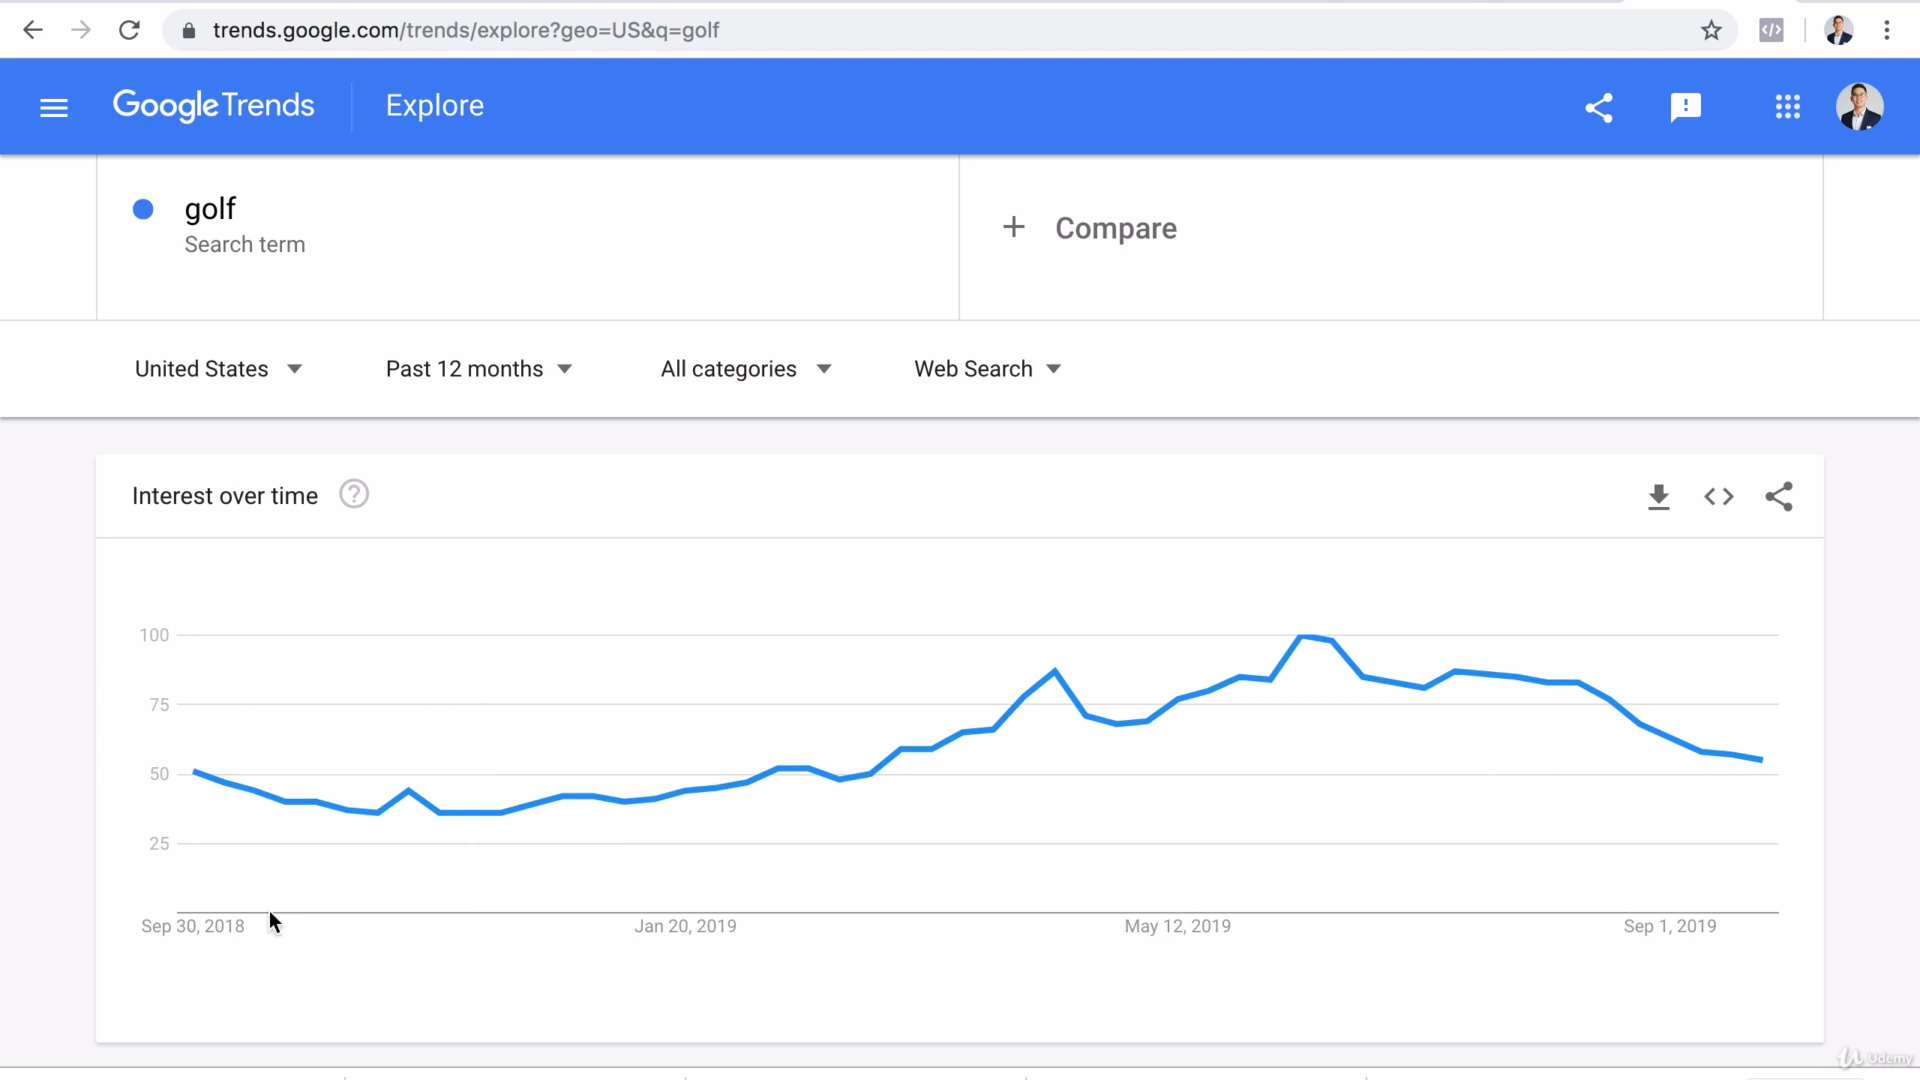 trends.google.com/trends/explore?geo=US&q=golf
Google Trends
Explore
golf
Search term
+ Compare
United States
Past 12 months
All categories
Web Search
Interest over time
100
75
50
25
Sep 30, 2018
Jan 20, 2019
May 12, 2019
Sep 1, 2019
Udemy